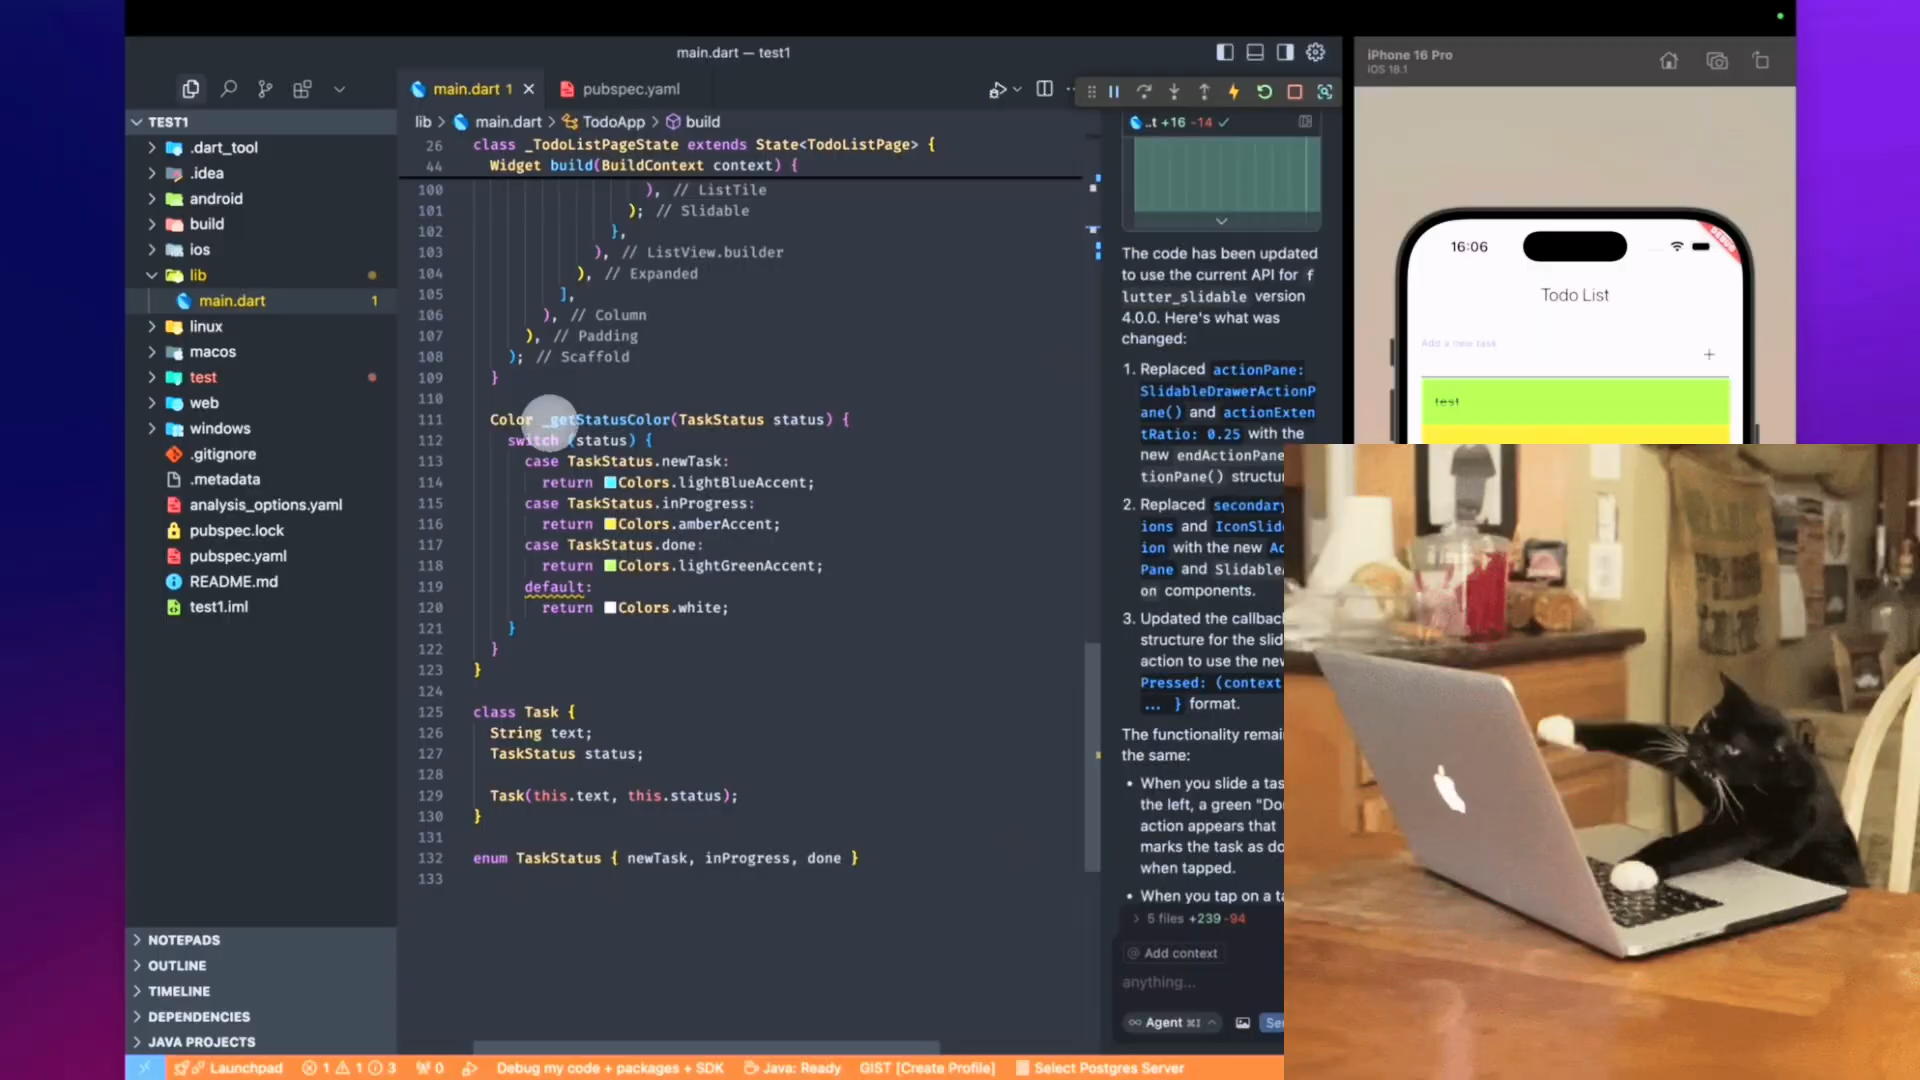 main.dart — test1
main.dart 1
pubspec.yaml
TEST1
.dart_tool
.idea
android
build
ios
lib
main.dart 1
linux
macos
test
web
windows
.gitignore
.metadata
analysis_options.yaml
pubspec.lock
pubspec.yaml
README.md
test1.iml
NOTEPADS
OUTLINE
TIMELINE
DEPENDENCIES
JAVA PROJECTS
lib > main.dart > TodoApp > build
26 class _TodoListPageState extends State<TodoListPage> {
44 Widget build(BuildContext context) {
100 ), // ListTile
101 ); // Slidable
102 },
103 ), // ListView.builder
104 ), // Expanded
105 ],
106 ), // Column
107 ), // Padding
108 ); // Scaffold
109 }
110
111 Color _getStatusColor(TaskStatus status) {
112 switch (status) {
113 case TaskStatus.newTask:
114 return Colors.lightBlueAccent;
115 case TaskStatus.inProgress:
116 return Colors.amberAccent;
117 case TaskStatus.done:
118 return Colors.lightGreenAccent;
119 default:
120 return Colors.white;
121 }
122 }
123 }
124
125 class Task {
126 String text;
127 TaskStatus status;
128
129 Task(this.text, this.status);
130 }
131
132 enum TaskStatus { newTask, inProgress, done }
133
..t +16 -14
The code has been updated
to use the current API for f
lutter_slidable version
4.0.0. Here's what was
changed:
1. Replaced actionPane:
SlidableDrawerActionP
ane() and actionExten
tRatio: 0.25 with the
new endActionPane
tionPane() structu
2. Replaced secondary
ions and IconSlid
ion with the new Ac
Pane and Slidable
on components.
3. Updated the callbac
structure for the slid
action to use the new
Pressed: (context
... } format.
The functionality remai
the same:
• When you slide a tas
the left, a green "Do
action appears that
marks the task as do
when tapped.
• When you tap on a ta
> 5 files +239 -94
@ Add context
anything...
∞ Agent ⌘I
Se
iPhone 16 Pro
iOS 18.1
16:06
DEBUG
Todo List
Add a new task
+
test
Launchpad 1 1 3 0 Debug my code + packages + SDK Java: Ready GIST [Create Profile] Select Postgres Server